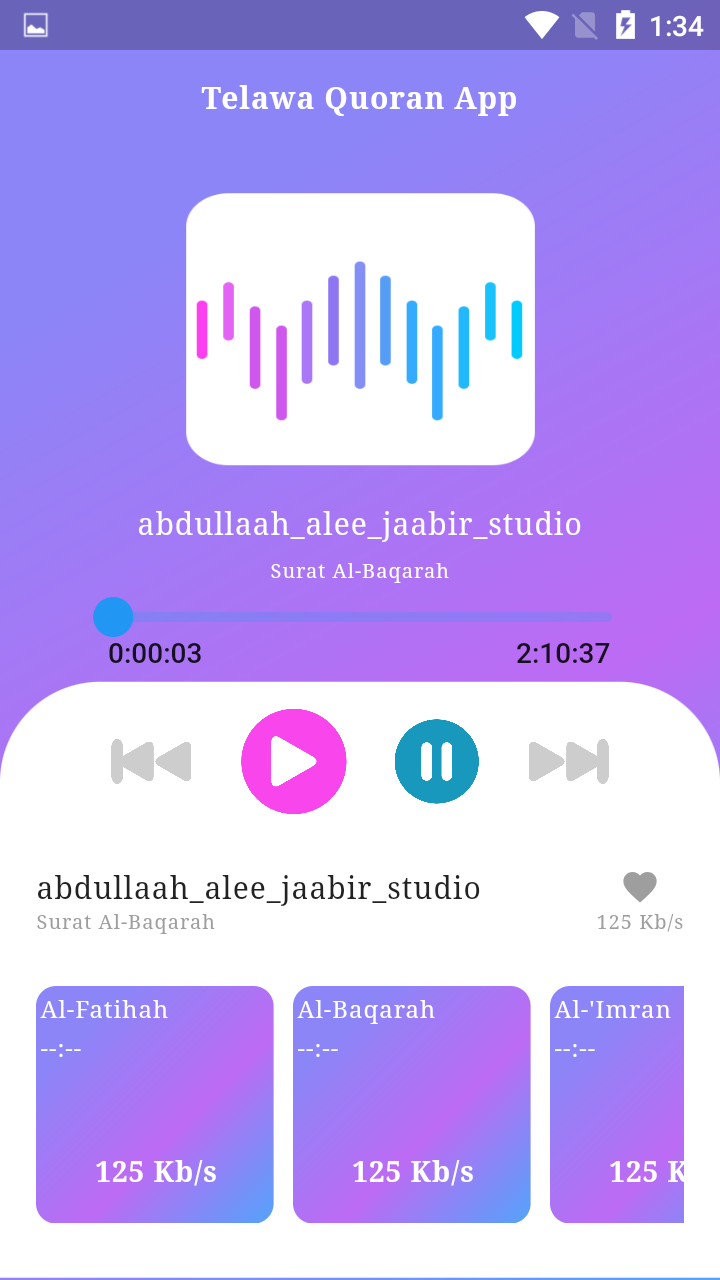 1:34
Telawa Quoran App
abdullaah_alee_jaabir_studio
Surat Al-Baqarah
0:00:03 2:10:37
abdullaah_alee_jaabir_studio
Surat Al-Baqarah 125 Kb/s
Al-Fatihah Al-Baqarah Al-'Imran
--:-- --:-- --:--
125 Kb/s 125 Kb/s 125 K